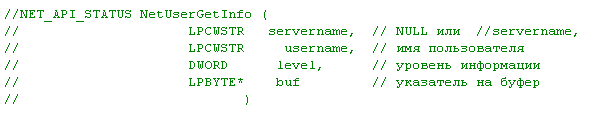 //NET_API_STATUS NetUserGetInfo (
// LPCWSTR servername, // NULL или //servername,
// LPCWSTR username, // имя пользователя
// DWORD level, // уровень информации
// LPBYTE* buf // указатель на буфер
// )